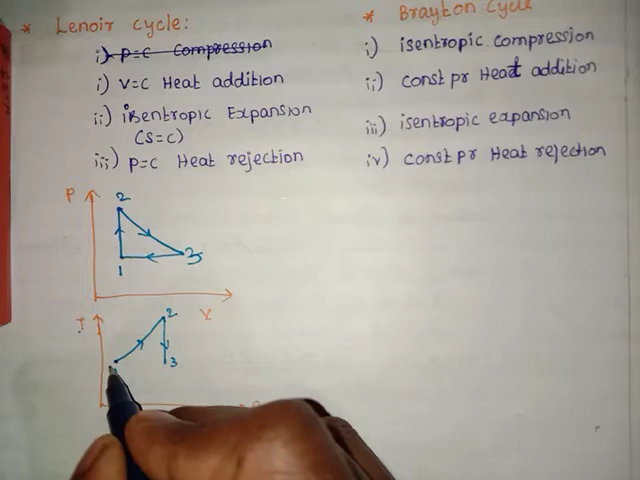 * Lenoir cycle:
i) p=c Compression
i) v=c Heat addition
ii) isentropic Expansion
(s=c)
iii) p=c Heat rejection
* Brayton Cycle
i) isentropic compression
ii) const pr Heat addition
iii) isentropic expansion
iv) const pr Heat rejection
P
2
1
3
V
T
2
3